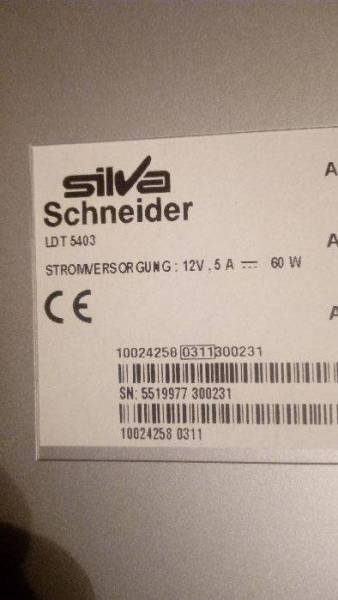 silva
Schneider
LDT 5403
STROMVERSORGUNG : 12V , 5 A ⎓ 60 W
CE
10024258 0311 300231
SN: 5519977 300231
10024258 0311
A
A
A